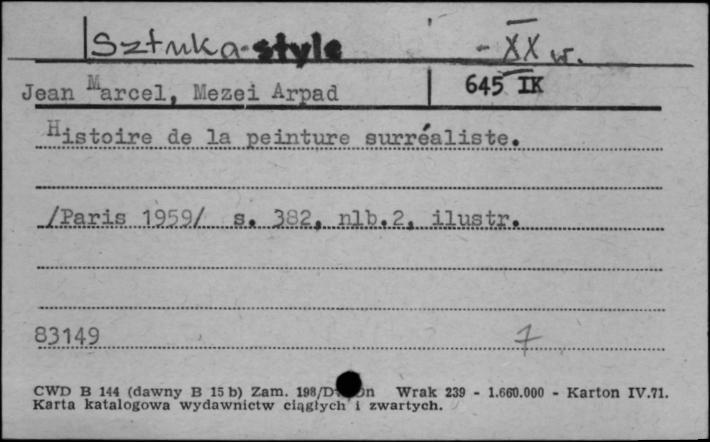 Sztuka - style - XX w.
Jean Marcel, Mezei Arpad 645 IK
Histoire de la peinture surréaliste.
/Paris 1959/ s. 382, nlb.2, ilustr.
83149 7
CWD B 144 (dawny B 15 b) Zam. 198/D n Wrak 239 - 1.660.000 - Karton IV.71.
Karta katalogowa wydawnictw ciągłych i zwartych.